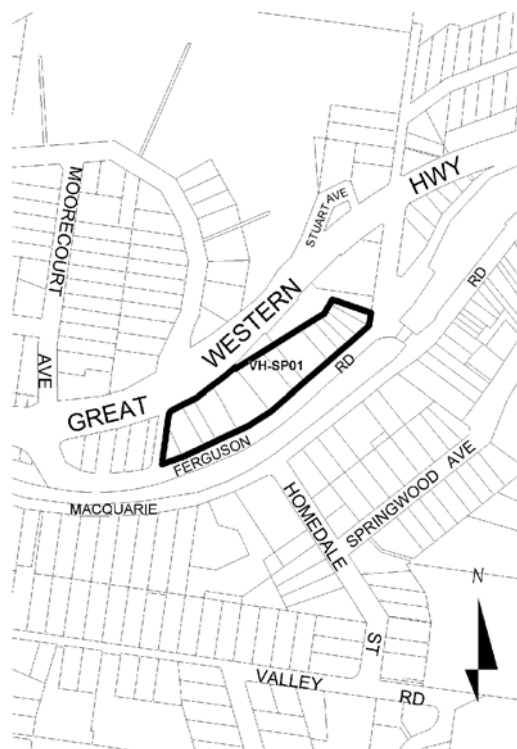 MOORECOURT
AVE
STUART AVE
GREAT WESTERN HWY
VH-SP01
FERGUSON RD
MACQUARIE RD
HOMEDALE ST
SPRINGWOOD AVE
VALLEY RD
N